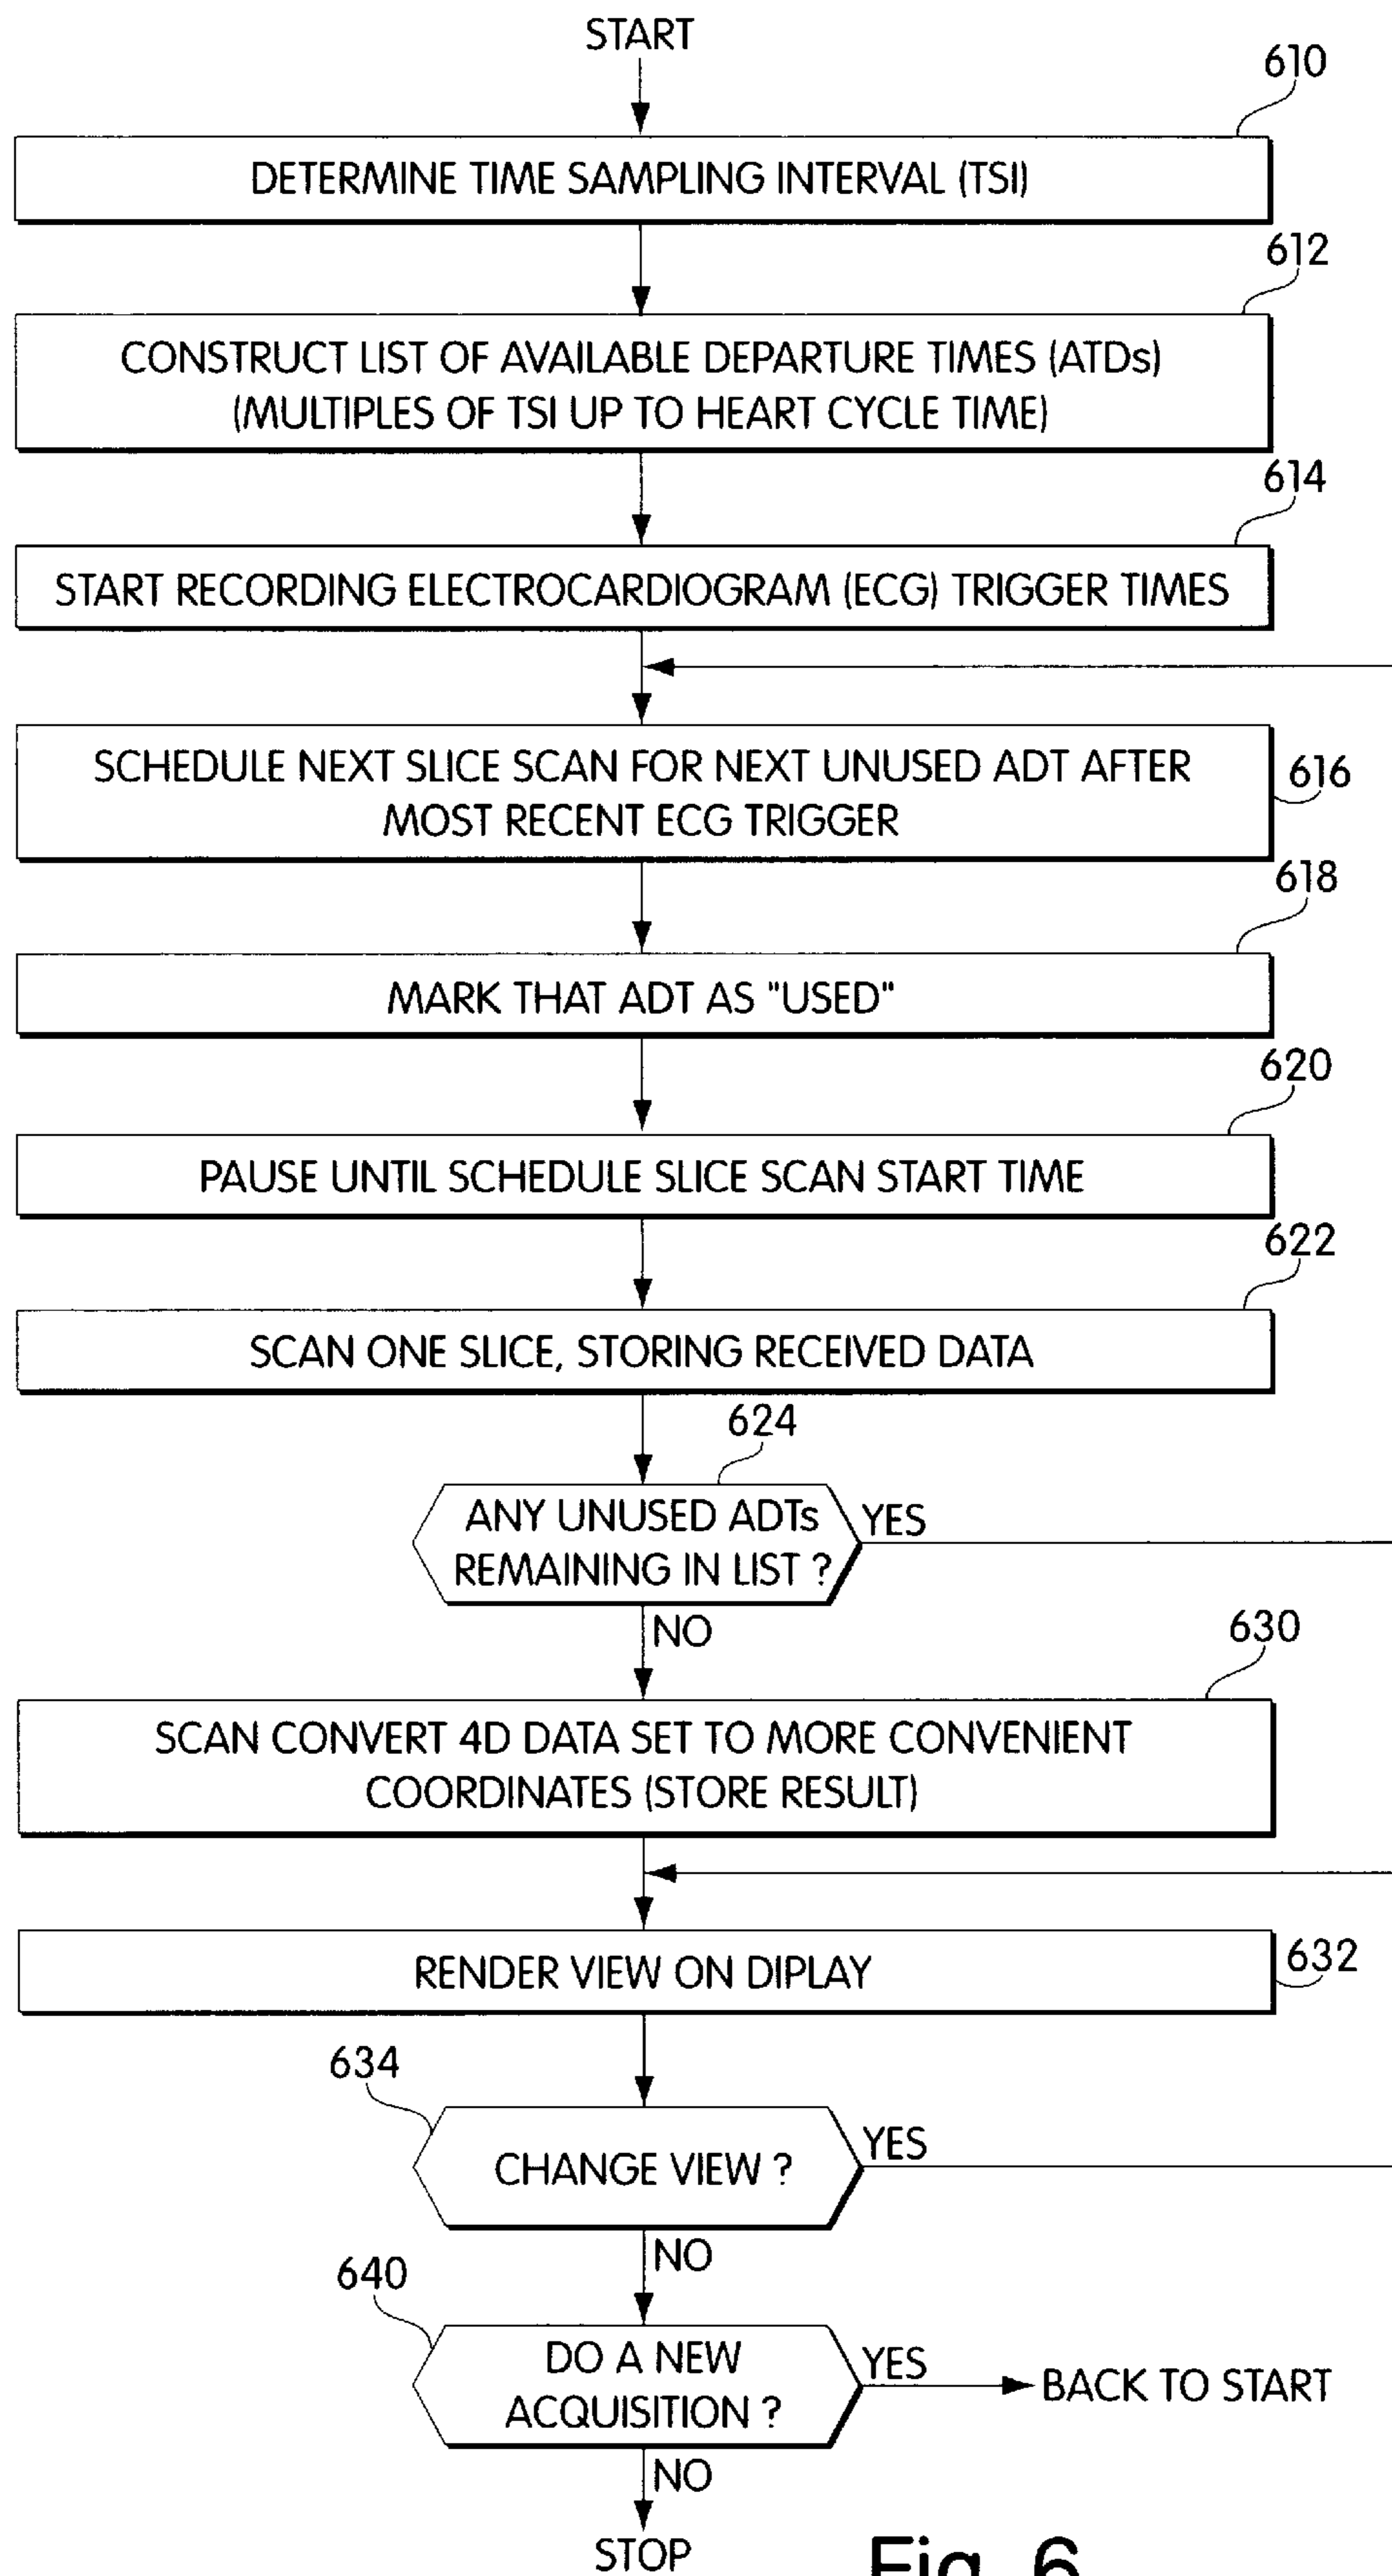 START
610
DETERMINE TIME SAMPLING INTERVAL (TSI)
612
CONSTRUCT LIST OF AVAILABLE DEPARTURE TIMES (ATDs)
(MULTIPLES OF TSI UP TO HEART CYCLE TIME)
614
START RECORDING ELECTROCARDIOGRAM (ECG) TRIGGER TIMES
SCHEDULE NEXT SLICE SCAN FOR NEXT UNUSED ADT AFTER
MOST RECENT ECG TRIGGER
616
618
MARK THAT ADT AS "USED"
620
PAUSE UNTIL SCHEDULE SLICE SCAN START TIME
622
SCAN ONE SLICE, STORING RECEIVED DATA
624
ANY UNUSED ADTs
REMAINING IN LIST ?
YES
NO
630
SCAN CONVERT 4D DATA SET TO MORE CONVENIENT
COORDINATES (STORE RESULT)
RENDER VIEW ON DIPLAY
632
634
CHANGE VIEW ?
YES
NO
640
DO A NEW
ACQUISITION ?
YES
BACK TO START
NO
STOP
Fig. 6